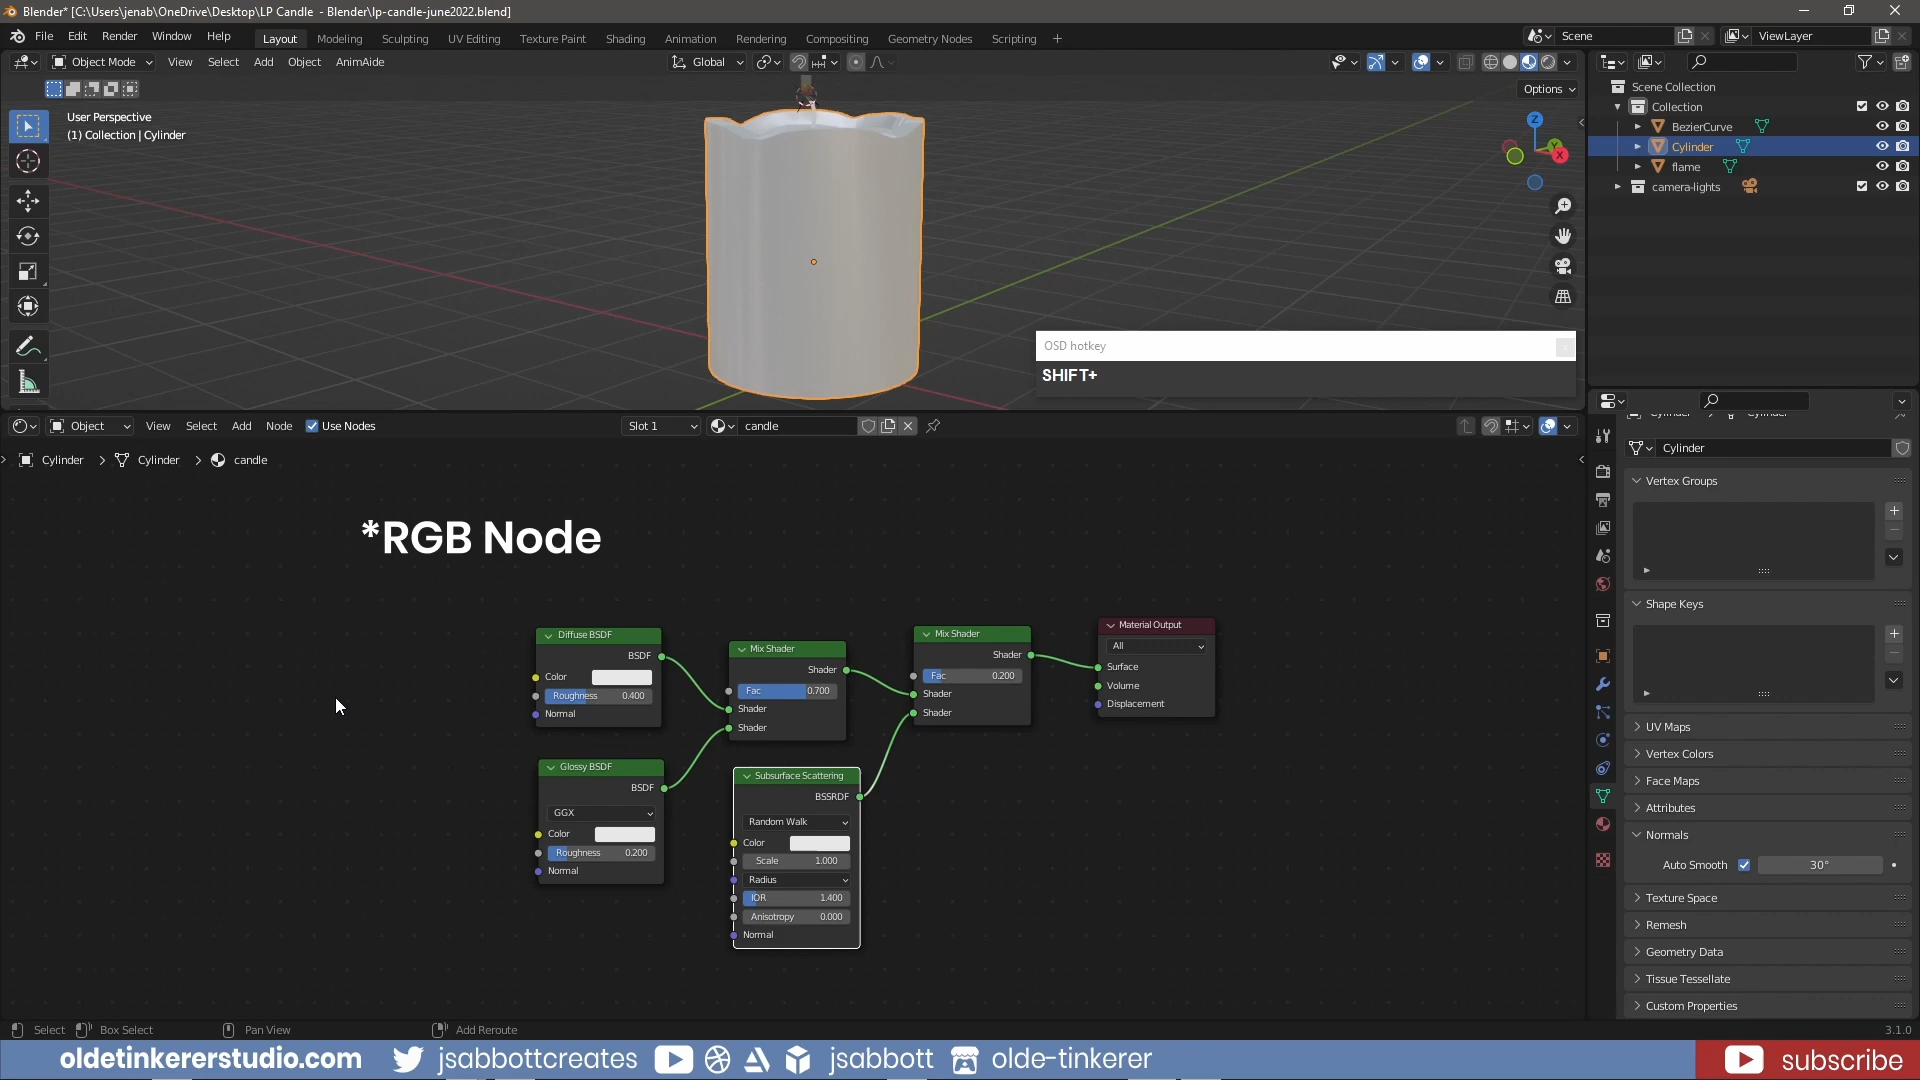 Blender* [C:\Users\jenab\OneDrive\Desktop\LP Candle - Blender\lp-candle-june2022.blend]
File Edit Render Window Help Layout Modeling Sculpting UV Editing Texture Paint Shading Animation Rendering Compositing Geometry Nodes Scripting + Scene ViewLayer
Object Mode View Select Add Object AnimAide Global
Options
User Perspective
(1) Collection | Cylinder
Z
Y
X
Scene Collection
Collection
BezierCurve
Cylinder
flame
camera-lights
OSD hotkey
SHIFT+
Object View Select Add Node Use Nodes Slot 1 candle
Cylinder > Cylinder > candle
*RGB Node
Diffuse BSDF
BSDF
Color
Roughness 0.400
Normal
Glossy BSDF
BSDF
GGX
Color
Roughness 0.200
Normal
Mix Shader
Shader
Fac 0.700
Shader
Shader
Subsurface Scattering
BSSRDF
Random Walk
Color
Scale 1.000
Radius
IOR 1.400
Anisotropy 0.000
Normal
Mix Shader
Shader
Fac 0.200
Shader
Shader
Material Output
All
Surface
Volume
Displacement
Cylinder
Vertex Groups
Shape Keys
UV Maps
Vertex Colors
Face Maps
Attributes
Normals
Auto Smooth 30°
Texture Space
Remesh
Geometry Data
Tissue Tessellate
Custom Properties
Select Box Select Pan View Add Reroute 3.1.0
oldetinkererstudio.com jsabbottcreates jsabbott olde-tinkerer subscribe